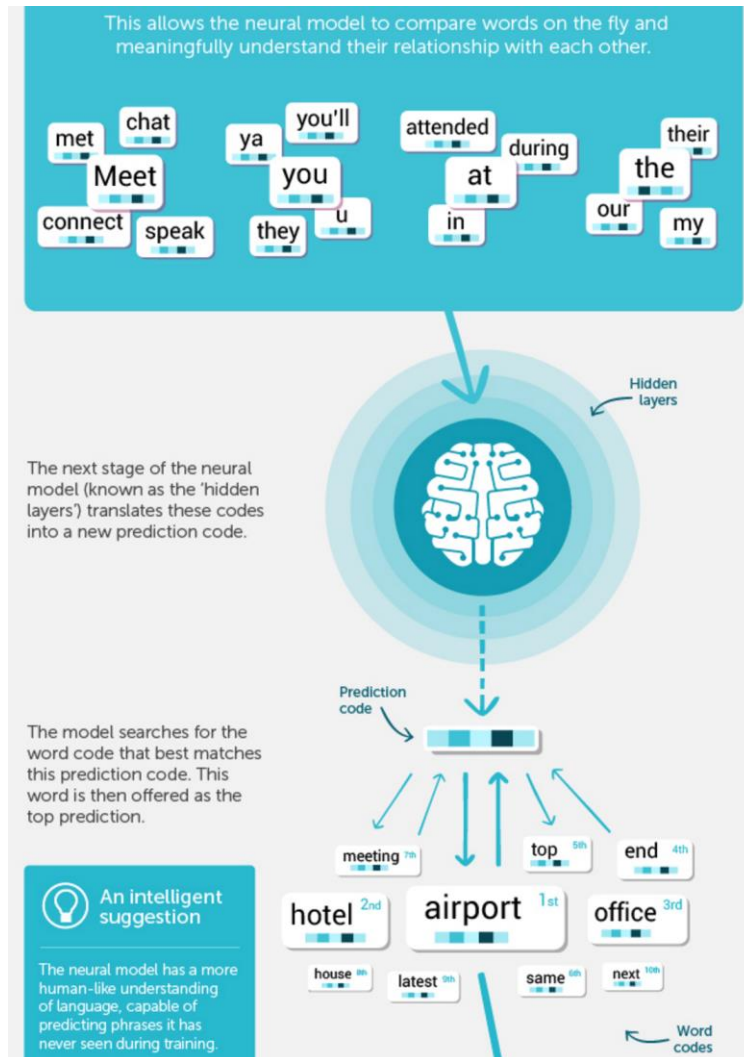 This allows the neural model to compare words on the fly and
meaningfully understand their relationship with each other.
met
chat
Meet
connect
speak
ya
you'll
you
they
u
attended
during
at
in
their
the
our
my
Hidden
layers
The next stage of the neural
model (known as the 'hidden
layers') translates these codes
into a new prediction code.
Prediction
code
The model searches for the
word code that best matches
this prediction code. This
word is then offered as the
top prediction.
meeting 7th
top 5th
end 4th
hotel 2nd
airport 1st
office 3rd
house 8th
latest 9th
same 6th
next 10th
An intelligent
suggestion
The neural model has a more
human-like understanding
of language, capable of
predicting phrases it has
never seen during training.
Word
codes